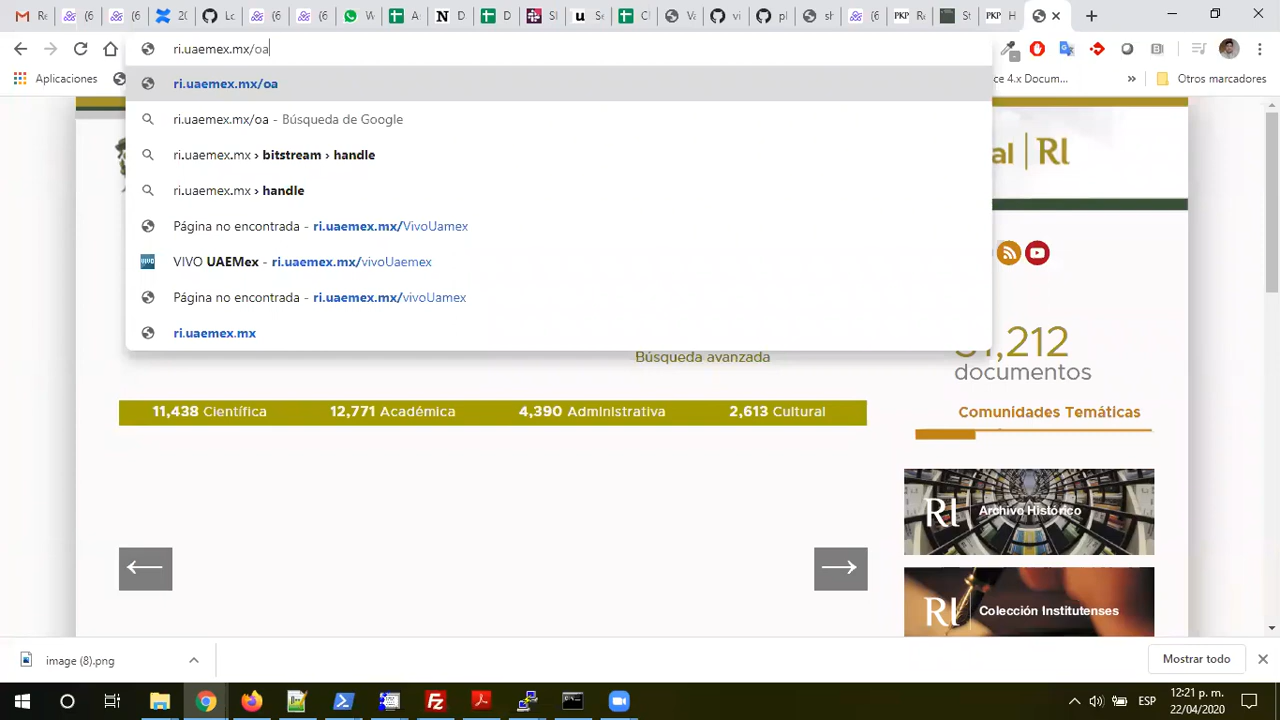 ri.uaemex.mx/oa
Aplicaciones
ce 4.x Docum...
»
Otros marcadores
ri.uaemex.mx/oa
ri.uaemex.mx/oa - Búsqueda de Google
ri.uaemex.mx › bitstream › handle
ri.uaemex.mx › handle
Página no encontrada - ri.uaemex.mx/VivoUamex
VIVO UAEMex - ri.uaemex.mx/vivoUaemex
Página no encontrada - ri.uaemex.mx/vivoUamex
ri.uaemex.mx
al RI
Búsqueda avanzada
documentos
11,438 Científica 12,771 Académica 4,390 Administrativa 2,613 Cultural
Comunidades Temáticas
RI Archivo Histórico
RI Colección Institutenses
image (8).png
Mostrar todo
ESP
12:21 p. m.
22/04/2020